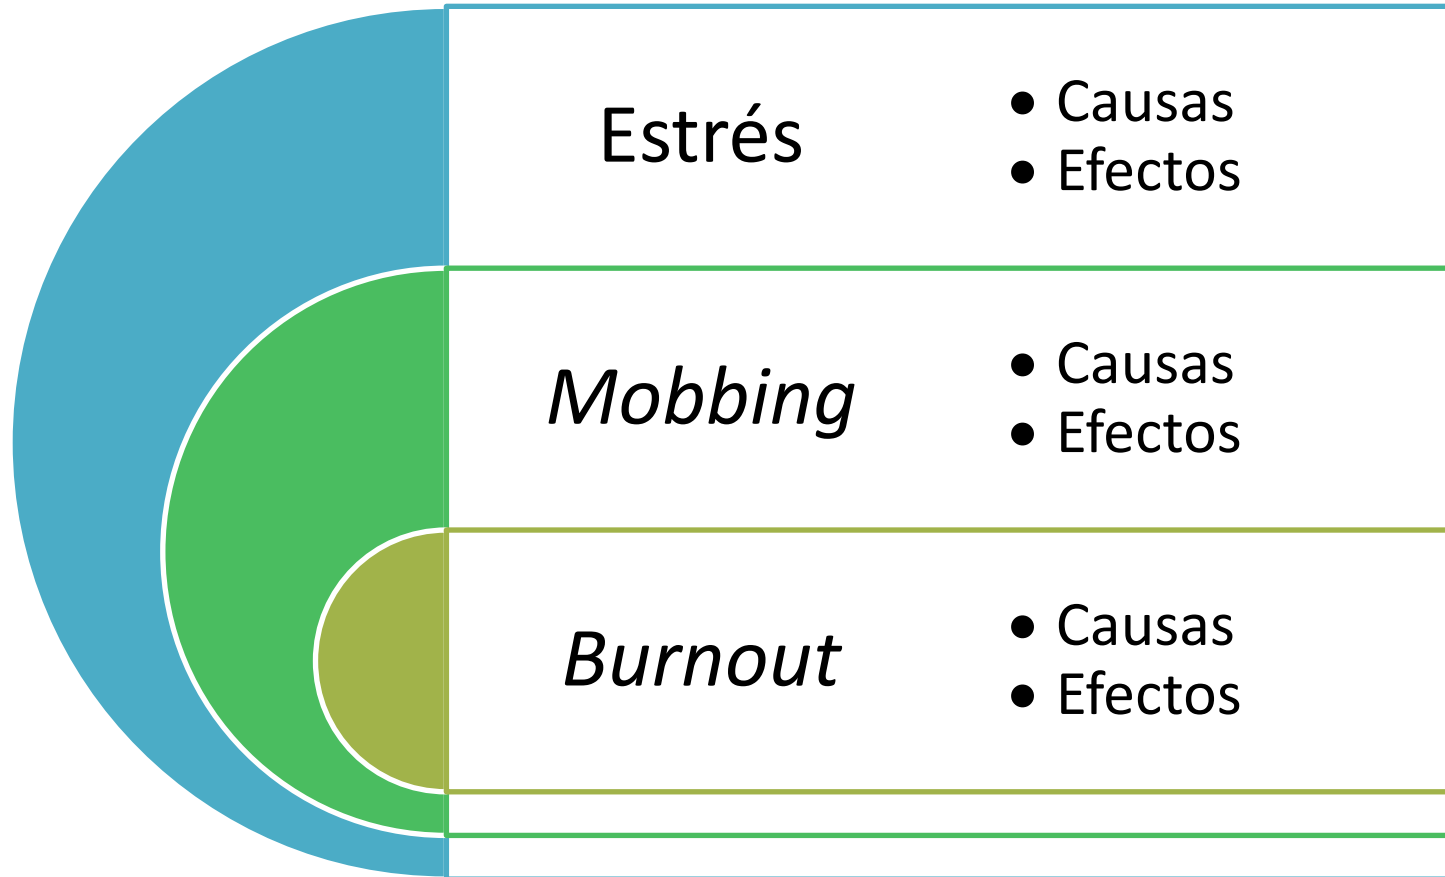 Estrés
• Causas
• Efectos
Mobbing
• Causas
• Efectos
Burnout
• Causas
• Efectos